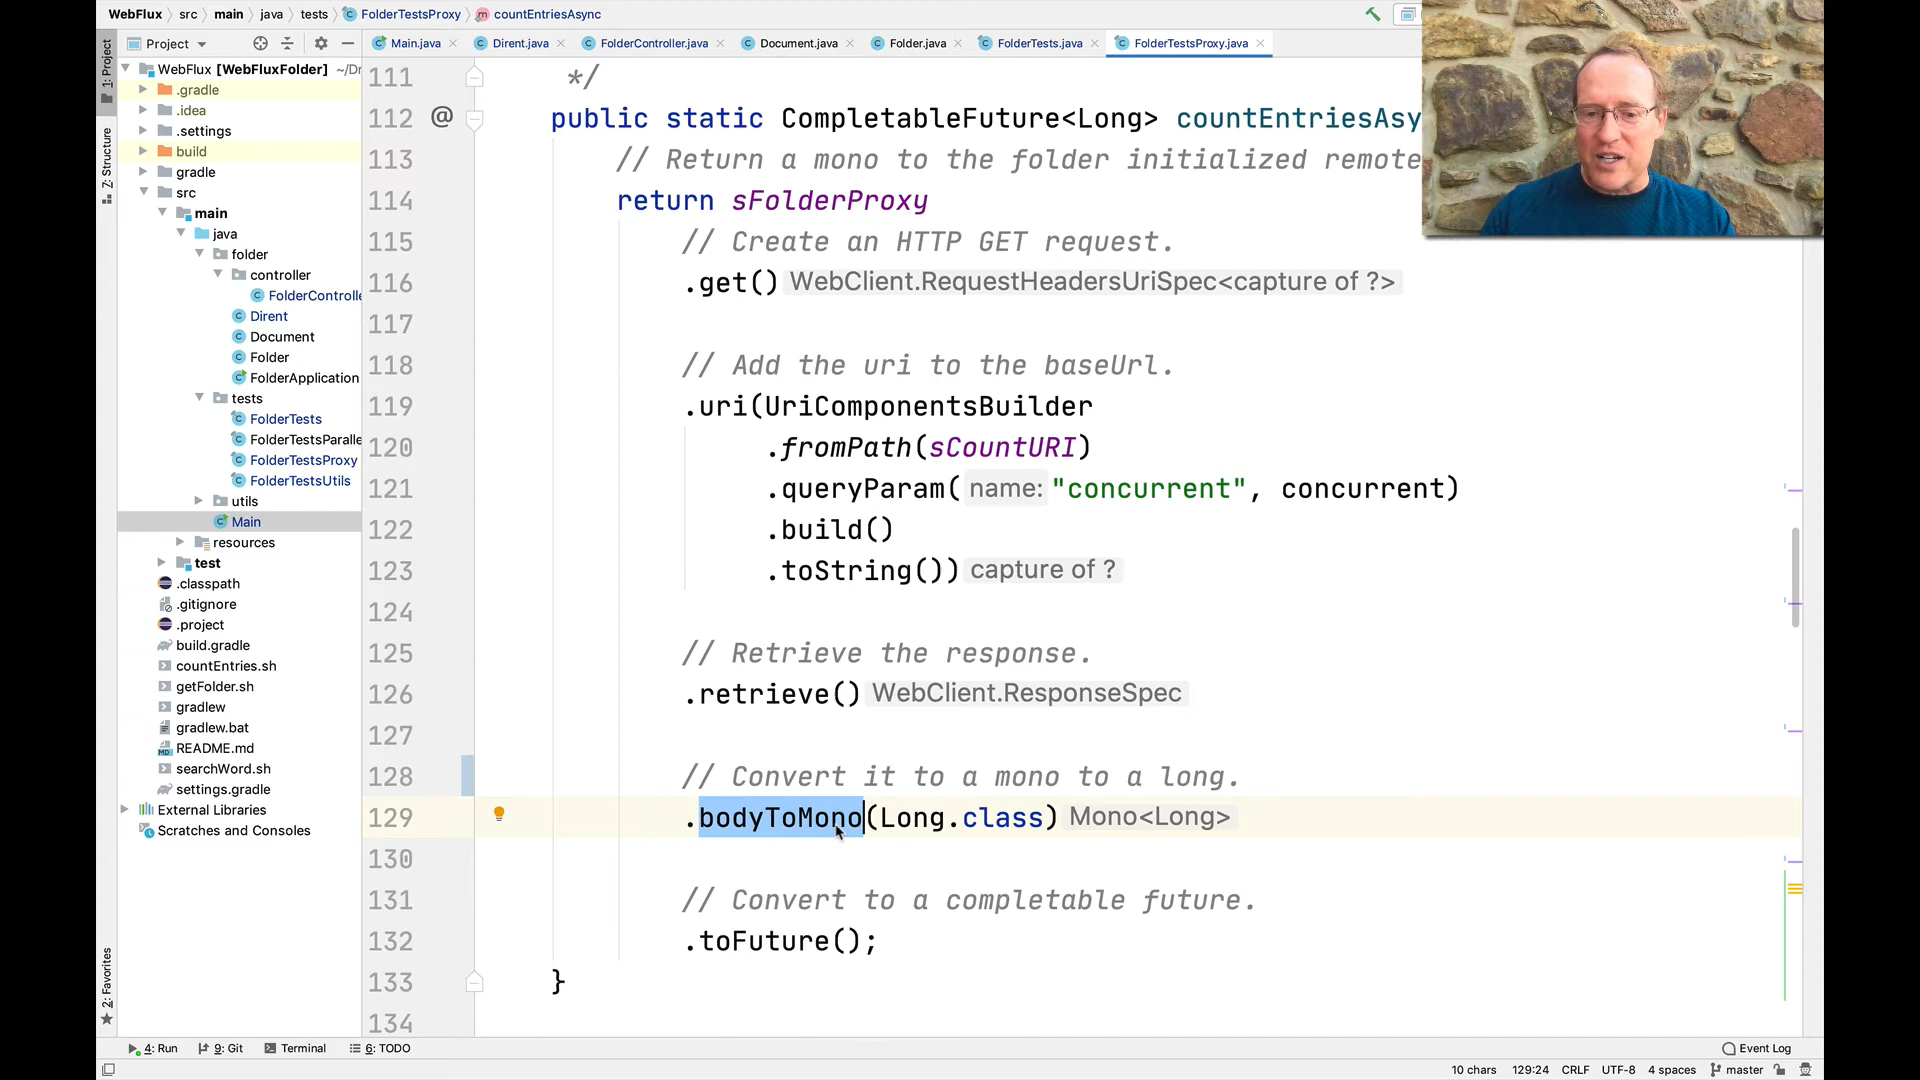 WebFlux src main java tests FolderTestsProxy countEntriesAsync
Project
Main.java Dirent.java FolderController.java Document.java Folder.java FolderTests.java FolderTestsProxy.java
1: Project
Z: Structure
2: Favorites
WebFlux [WebFluxFolder] ~/Dr
.gradle
.idea
.settings
build
gradle
src
main
java
folder
controller
FolderControlle
Dirent
Document
Folder
FolderApplication
tests
FolderTests
FolderTestsParalle
FolderTestsProxy
FolderTestsUtils
utils
Main
resources
test
.classpath
.gitignore
.project
build.gradle
countEntries.sh
getFolder.sh
gradlew
gradlew.bat
README.md
searchWord.sh
settings.gradle
External Libraries
Scratches and Consoles
111 */
112 @ public static CompletableFuture<Long> countEntriesAsy
113 // Return a mono to the folder initialized remote
114 return sFolderProxy
115 // Create an HTTP GET request.
116 .get() WebClient.RequestHeadersUriSpec<capture of ?>
117
118 // Add the uri to the baseUrl.
119 .uri(UriComponentsBuilder
120 .fromPath(sCountURI)
121 .queryParam( name: "concurrent", concurrent)
122 .build()
123 .toString()) capture of ?
124
125 // Retrieve the response.
126 .retrieve() WebClient.ResponseSpec
127
128 // Convert it to a mono to a long.
129 .bodyToMono(Long.class) Mono<Long>
130
131 // Convert to a completable future.
132 .toFuture();
133 }
134
4: Run 9: Git Terminal 6: TODO Event Log
10 chars 129:24 CRLF UTF-8 4 spaces master